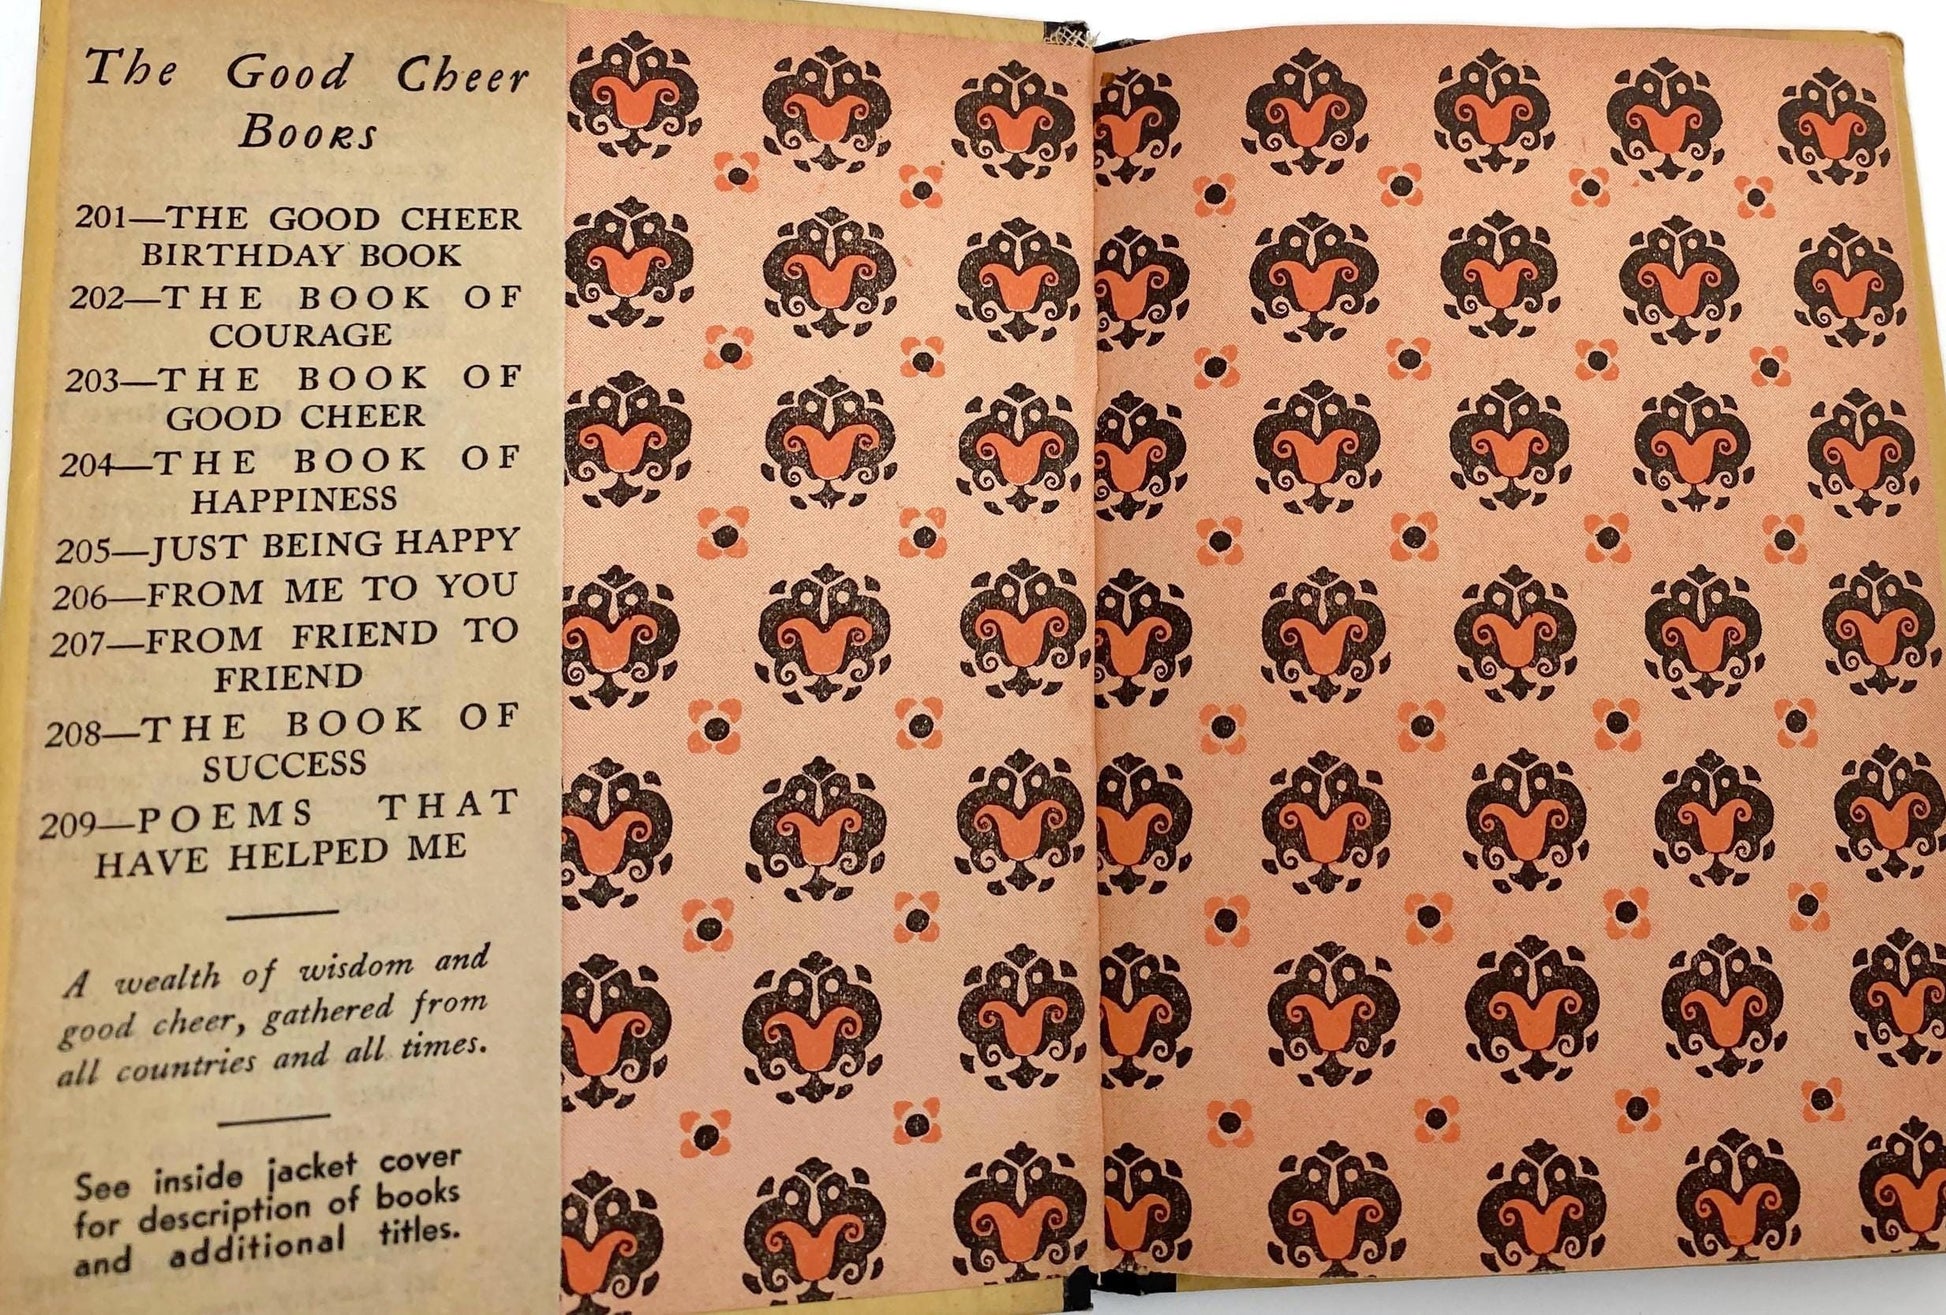 The Good Cheer
Books
201—THE GOOD CHEER
BIRTHDAY BOOK
202—THE BOOK OF
COURAGE
203—THE BOOK OF
GOOD CHEER
204—THE BOOK OF
HAPPINESS
205—JUST BEING HAPPY
206—FROM ME TO YOU
207—FROM FRIEND TO
FRIEND
208—THE BOOK OF
SUCCESS
209—POEMS THAT
HAVE HELPED ME
A wealth of wisdom and
good cheer, gathered from
all countries and all times.
See inside jacket cover
for description of books
and additional titles.